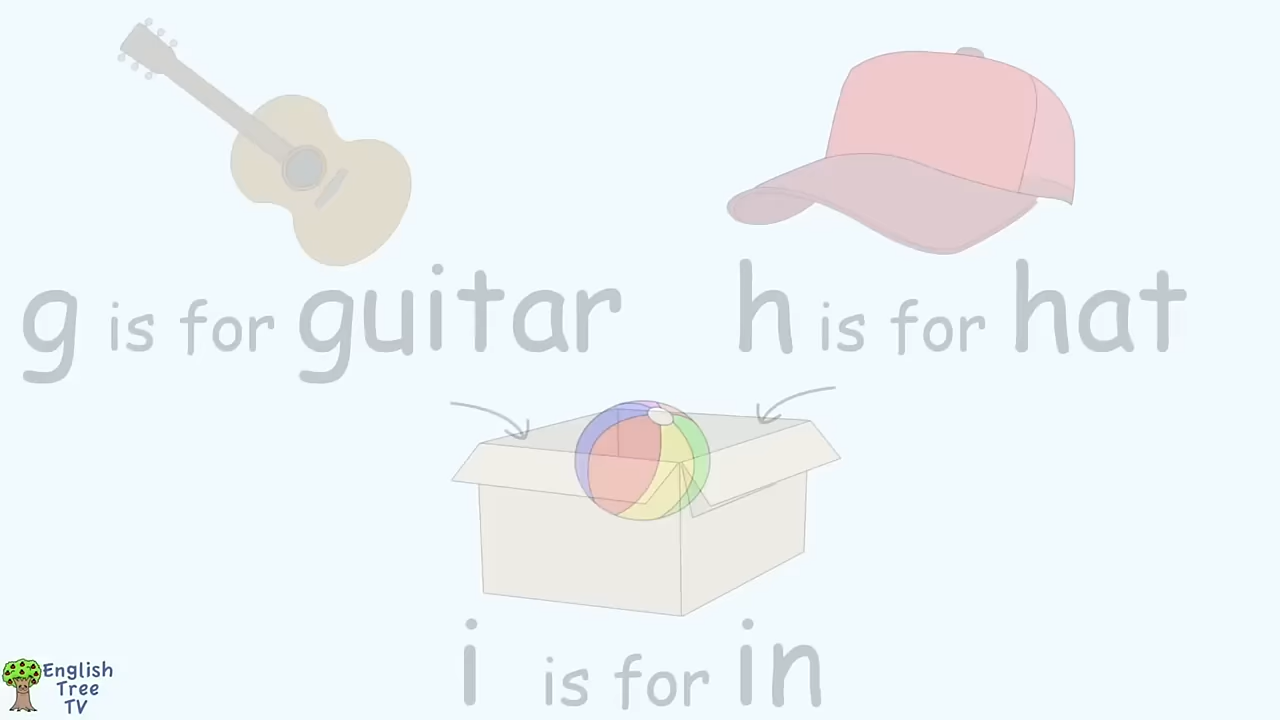 g is for guitar
h is for hat
i is for in
English
Tree
TV